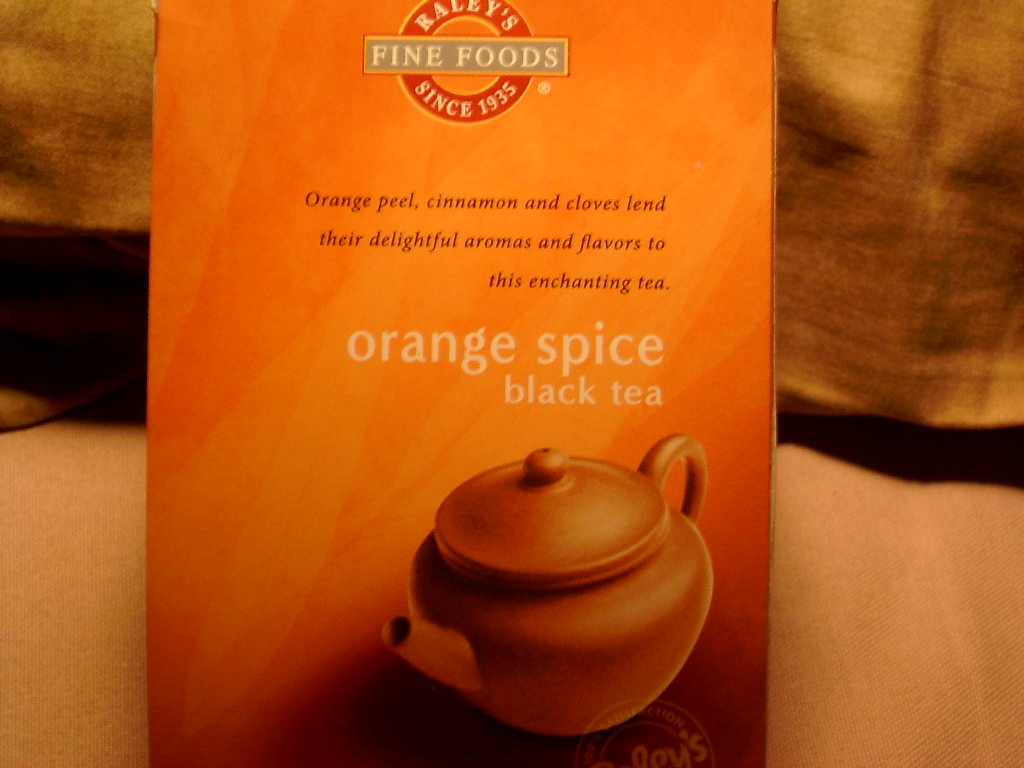 RALEY'S
FINE FOODS
SINCE 1935
®
Orange peel, cinnamon and cloves lend
their delightful aromas and flavors to
this enchanting tea.
orange spice
black tea
Raley's